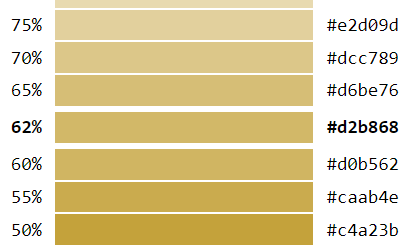 75% #e2d09d
70% #dcc789
65% #d6be76
62% #d2b868
60% #d0b562
55% #caab4e
50% #c4a23b